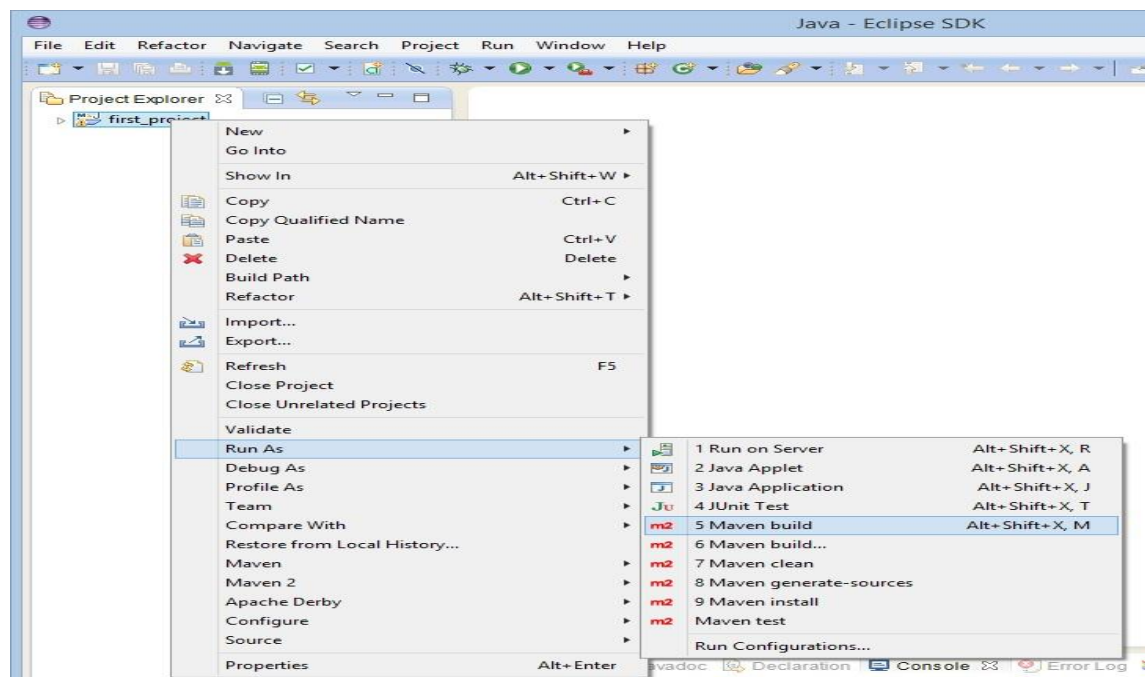 Java - Eclipse SDK
File Edit Refactor Navigate Search Project Run Window Help
Project Explorer
first_project
New
Go Into
Show In Alt+Shift+W
Copy Ctrl+C
Copy Qualified Name
Paste Ctrl+V
Delete Delete
Build Path
Refactor Alt+Shift+T
Import...
Export...
Refresh F5
Close Project
Close Unrelated Projects
Validate
Run As
Debug As
Profile As
Team
Compare With
Restore from Local History...
Maven
Maven 2
Apache Derby
Configure
Source
Properties Alt+Enter
1 Run on Server Alt+Shift+X, R
2 Java Applet Alt+Shift+X, A
3 Java Application Alt+Shift+X, J
Ju 4 JUnit Test Alt+Shift+X, T
m2 5 Maven build Alt+Shift+X, M
m2 6 Maven build...
m2 7 Maven clean
m2 8 Maven generate-sources
m2 9 Maven install
m2 Maven test
Run Configurations...
avadoc Declaration Console Error Log